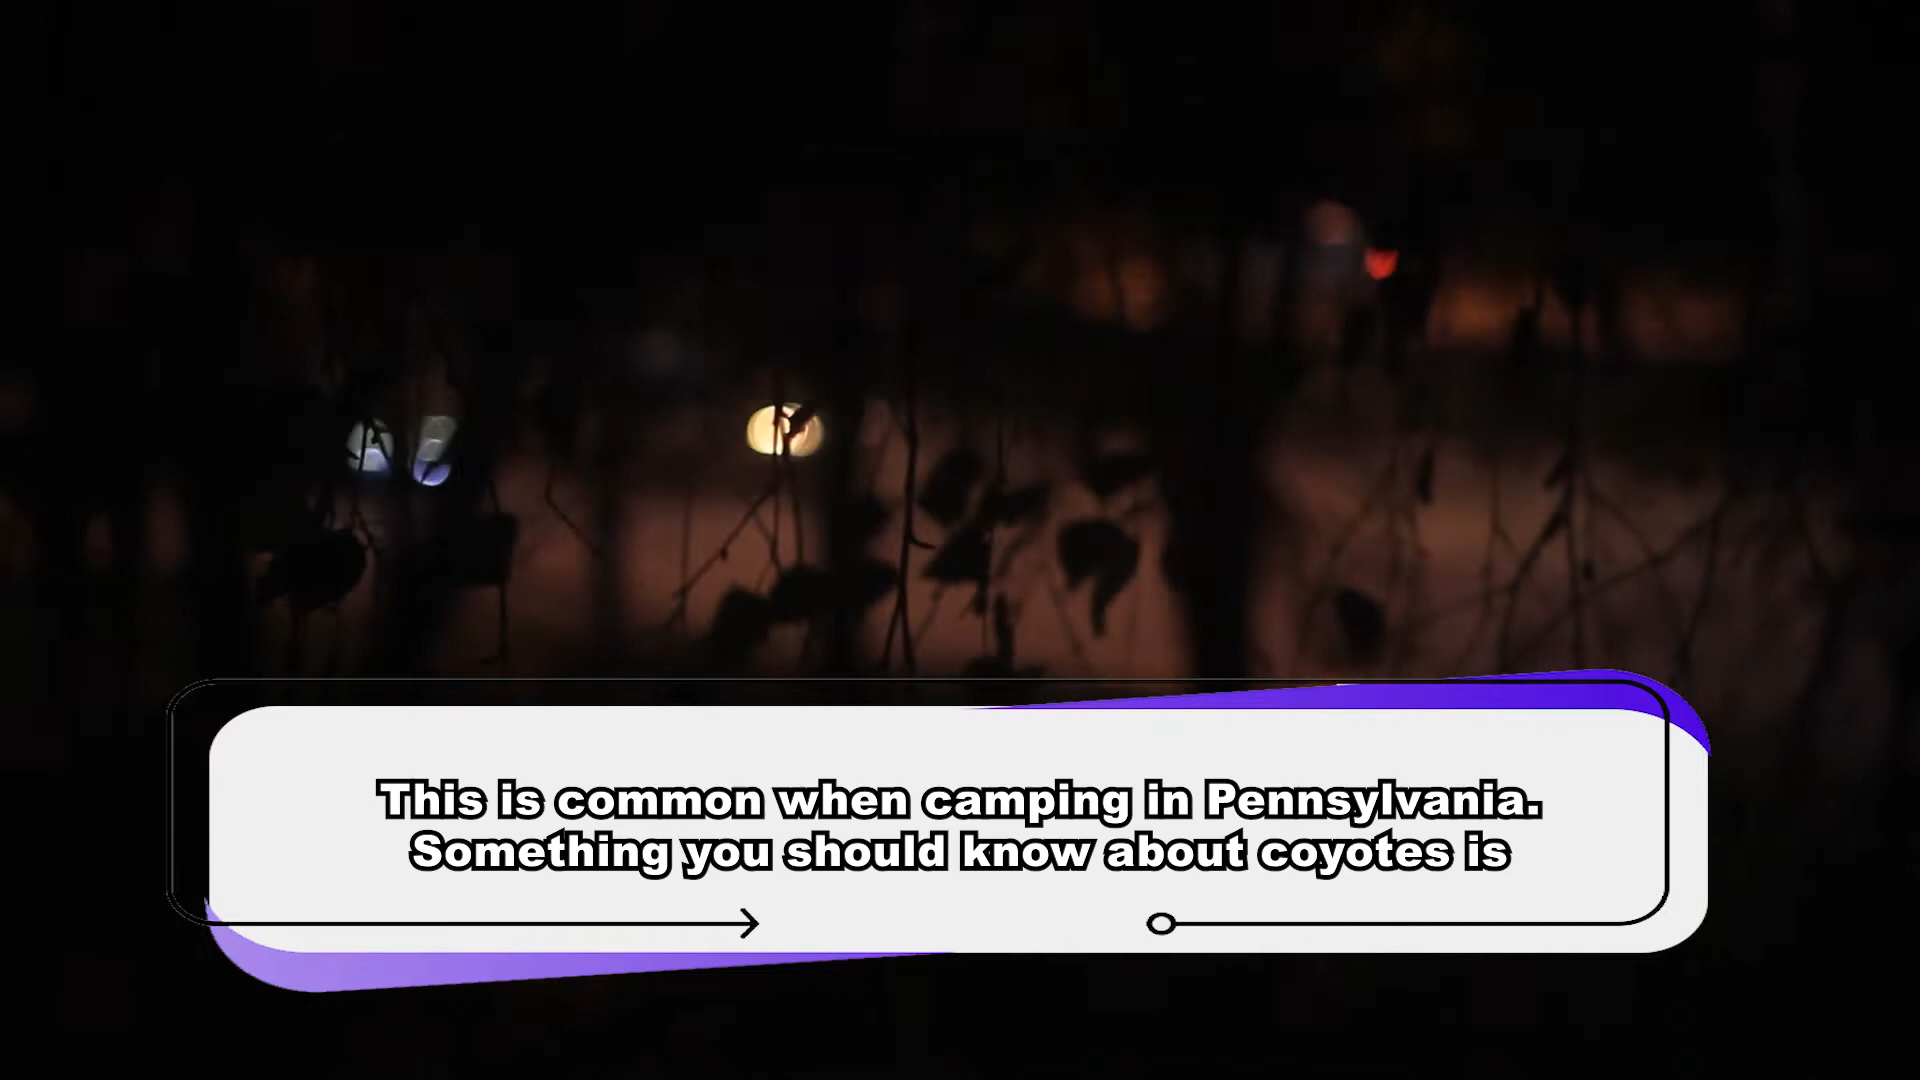 This is common when camping in Pennsylvania.
Something you should know about coyotes is